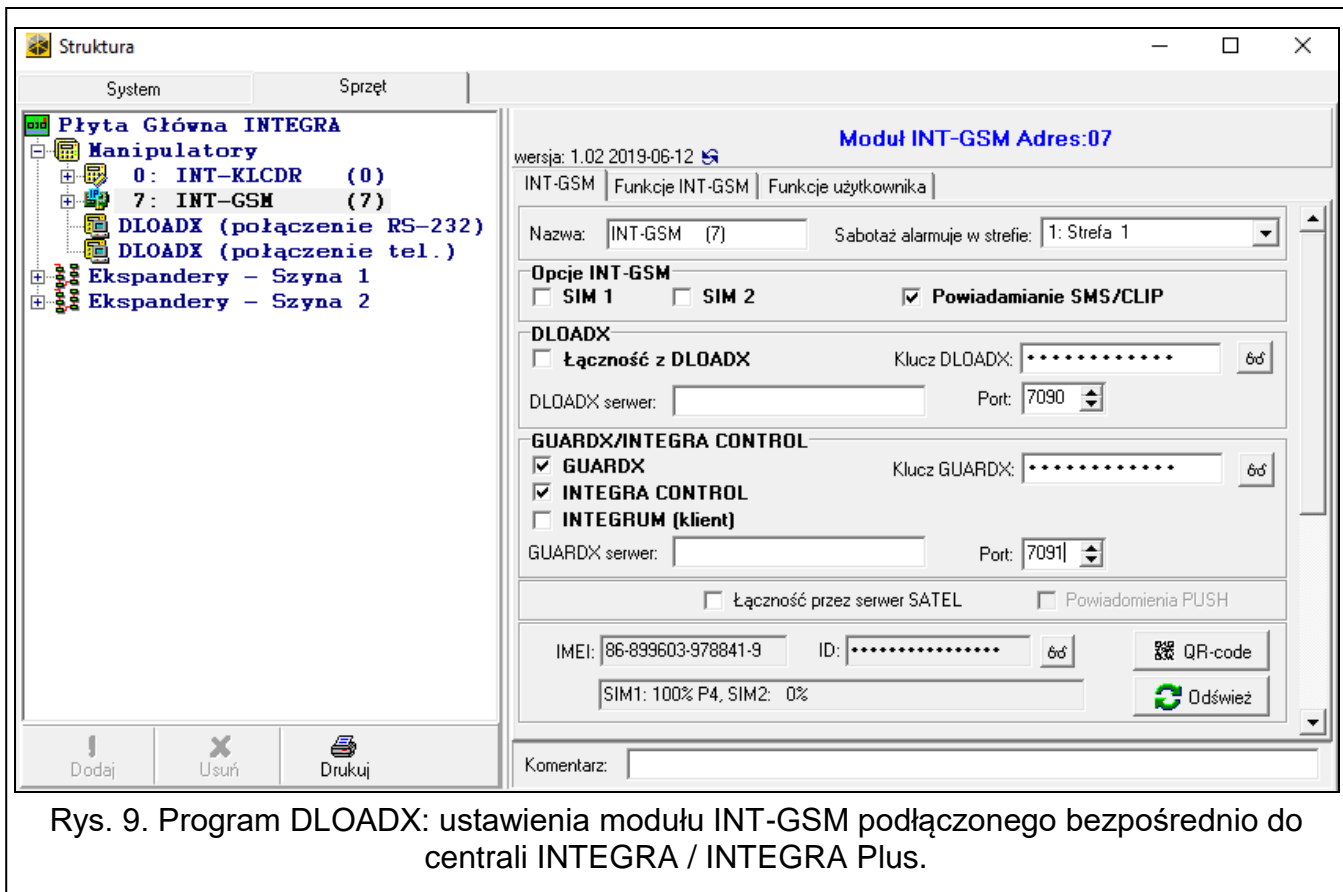 Struktura
System Sprzęt
Płyta Główna INTEGRA
Manipulatory
0: INT-KLCDR (0)
7: INT-GSM (7)
DLOADX (połączenie RS-232)
DLOADX (połączenie tel.)
Ekspandery - Szyna 1
Ekspandery - Szyna 2
Dodaj Usuń Drukuj
Moduł INT-GSM Adres:07
wersja: 1.02 2019-06-12
INT-GSM Funkcje INT-GSM Funkcje użytkownika
Nazwa: INT-GSM (7) Sabotaż alarmuje w strefie: 1: Strefa 1
Opcje INT-GSM
SIM 1 SIM 2 Powiadamianie SMS/CLIP
DLOADX
Łączność z DLOADX Klucz DLOADX: ••••••••••••
DLOADX serwer: Port: 7090
GUARDX/INTEGRA CONTROL
GUARDX Klucz GUARDX: ••••••••••••
INTEGRA CONTROL
INTEGRUM (klient)
GUARDX serwer: Port: 7091
Łączność przez serwer SATEL Powiadomienia PUSH
IMEI: 86-899603-978841-9 ID: •••••••••••••••• QR-code
SIM1: 100% P4, SIM2: 0% Odśwież
Komentarz:
Rys. 9. Program DLOADX: ustawienia modułu INT-GSM podłączonego bezpośrednio do
centrali INTEGRA / INTEGRA Plus.